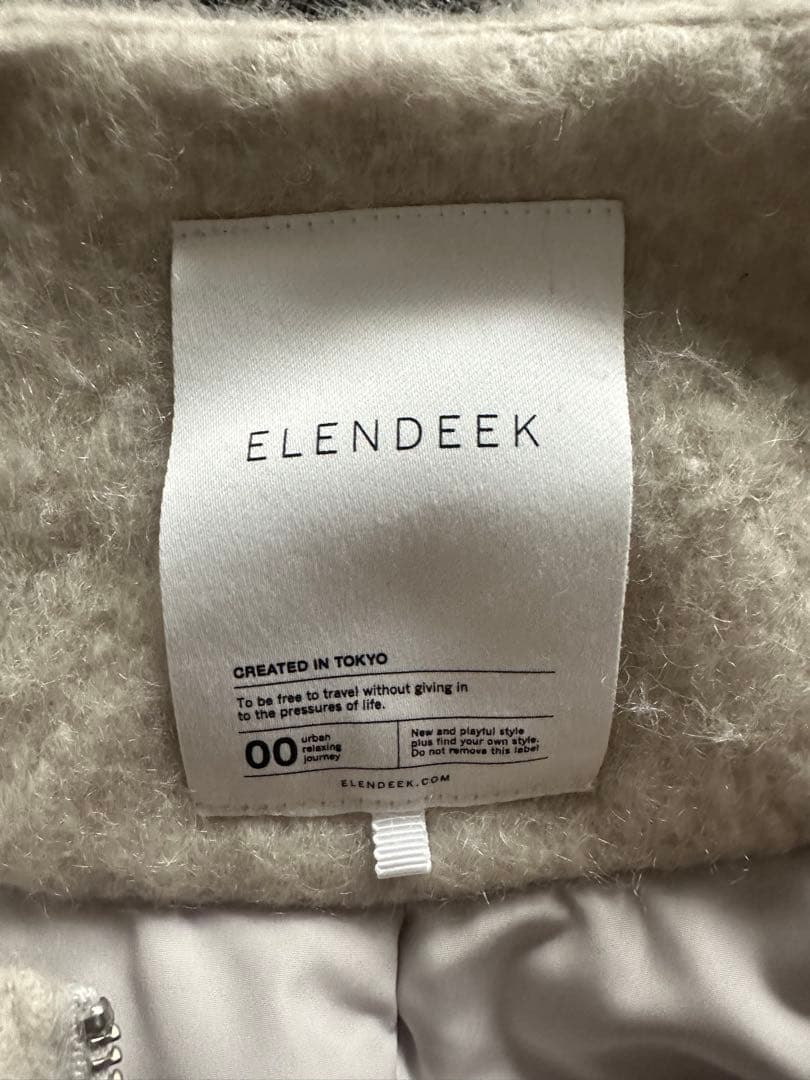 ELENDEEK
CREATED IN TOKYO
To be free to travel without giving in
to the pressures of life.
00
urban
relaxing
journey
New and playful style
plus find your own style.
Do not remove this label
ELENDEEK.COM